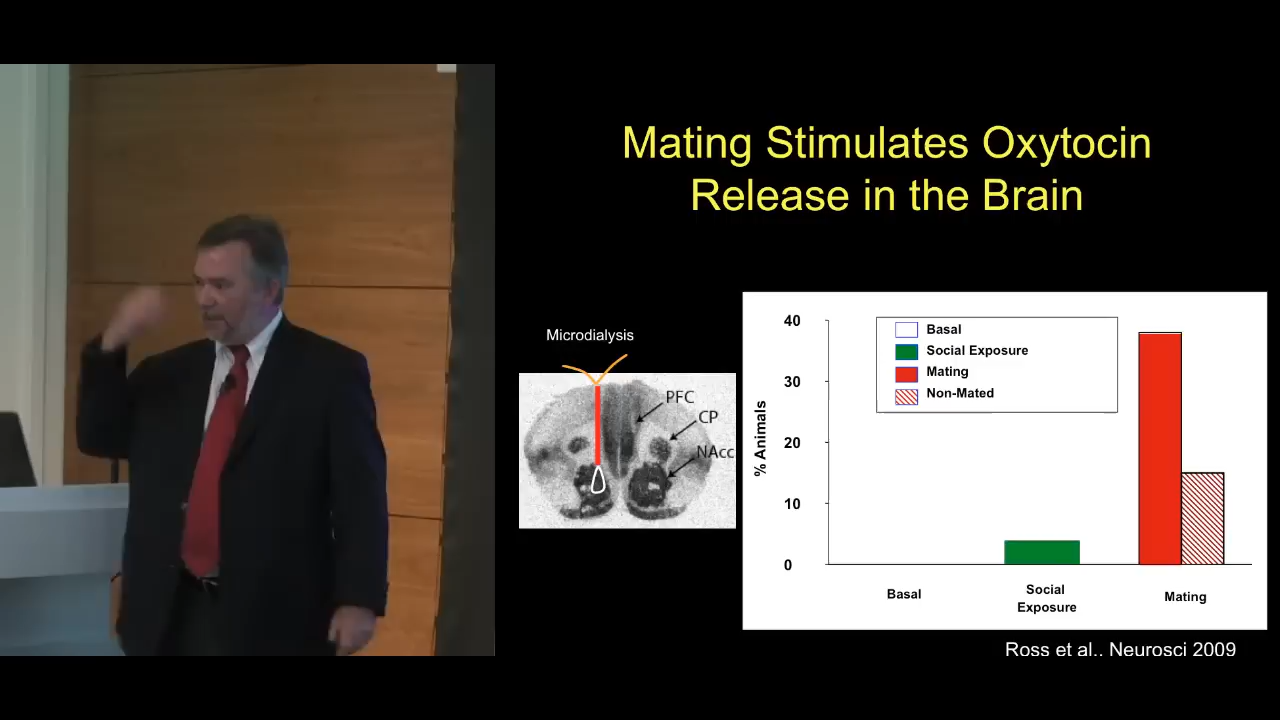 Mating Stimulates Oxytocin
Release in the Brain
Microdialysis
PFC
CP
NAcc
40
30
20
10
0
% Animals
Basal
Social Exposure
Mating
Non-Mated
Basal
Social
Exposure
Mating
Ross et al.. Neurosci 2009